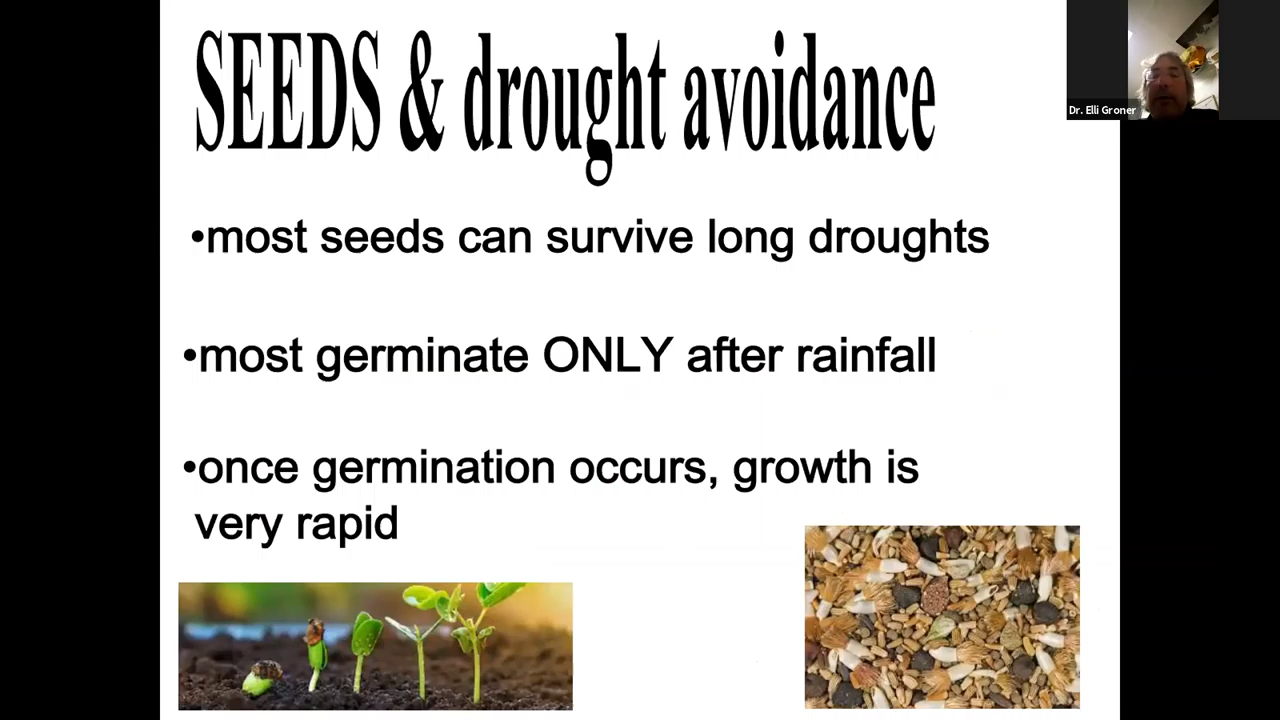 SEEDS & drought avoidance
Dr. Elli Groner
•most seeds can survive long droughts
•most germinate ONLY after rainfall
•once germination occurs, growth is
very rapid